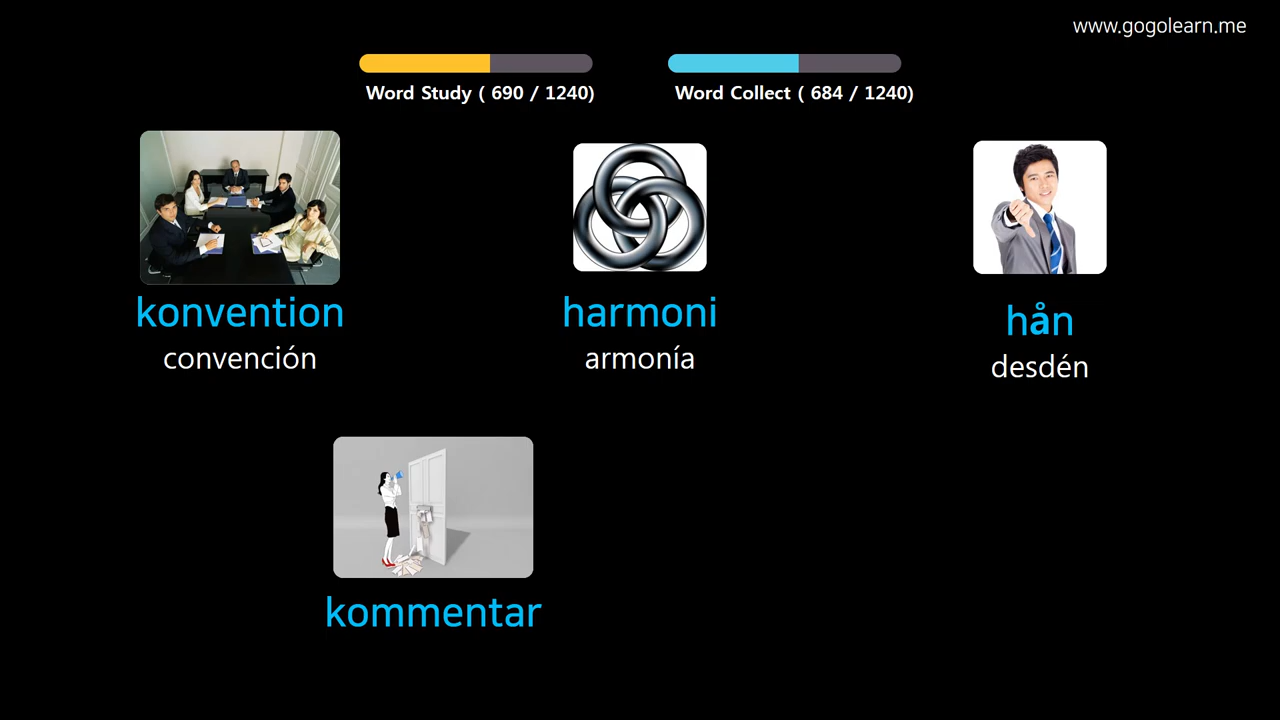 www.gogolearn.me
Word Study ( 690 / 1240)
Word Collect ( 684 / 1240)
konvention
convención
harmoni
armonía
hån
desdén
kommentar